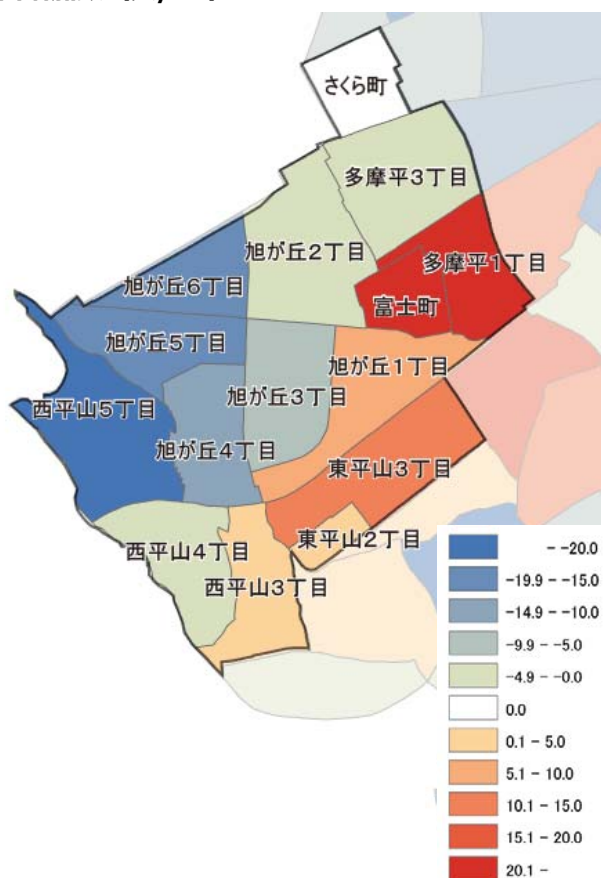 さくら町
多摩平3丁目
旭が丘2丁目
多摩平1丁目
旭が丘6丁目
富士町
旭が丘5丁目
旭が丘1丁目
旭が丘3丁目
西平山5丁目
旭が丘4丁目
東平山3丁目
東平山2丁目
西平山4丁目
西平山3丁目
- -20.0
-19.9 - -15.0
-14.9 - -10.0
-9.9 - -5.0
-4.9 - -0.0
0.0
0.1 - 5.0
5.1 - 10.0
10.1 - 15.0
15.1 - 20.0
20.1 -